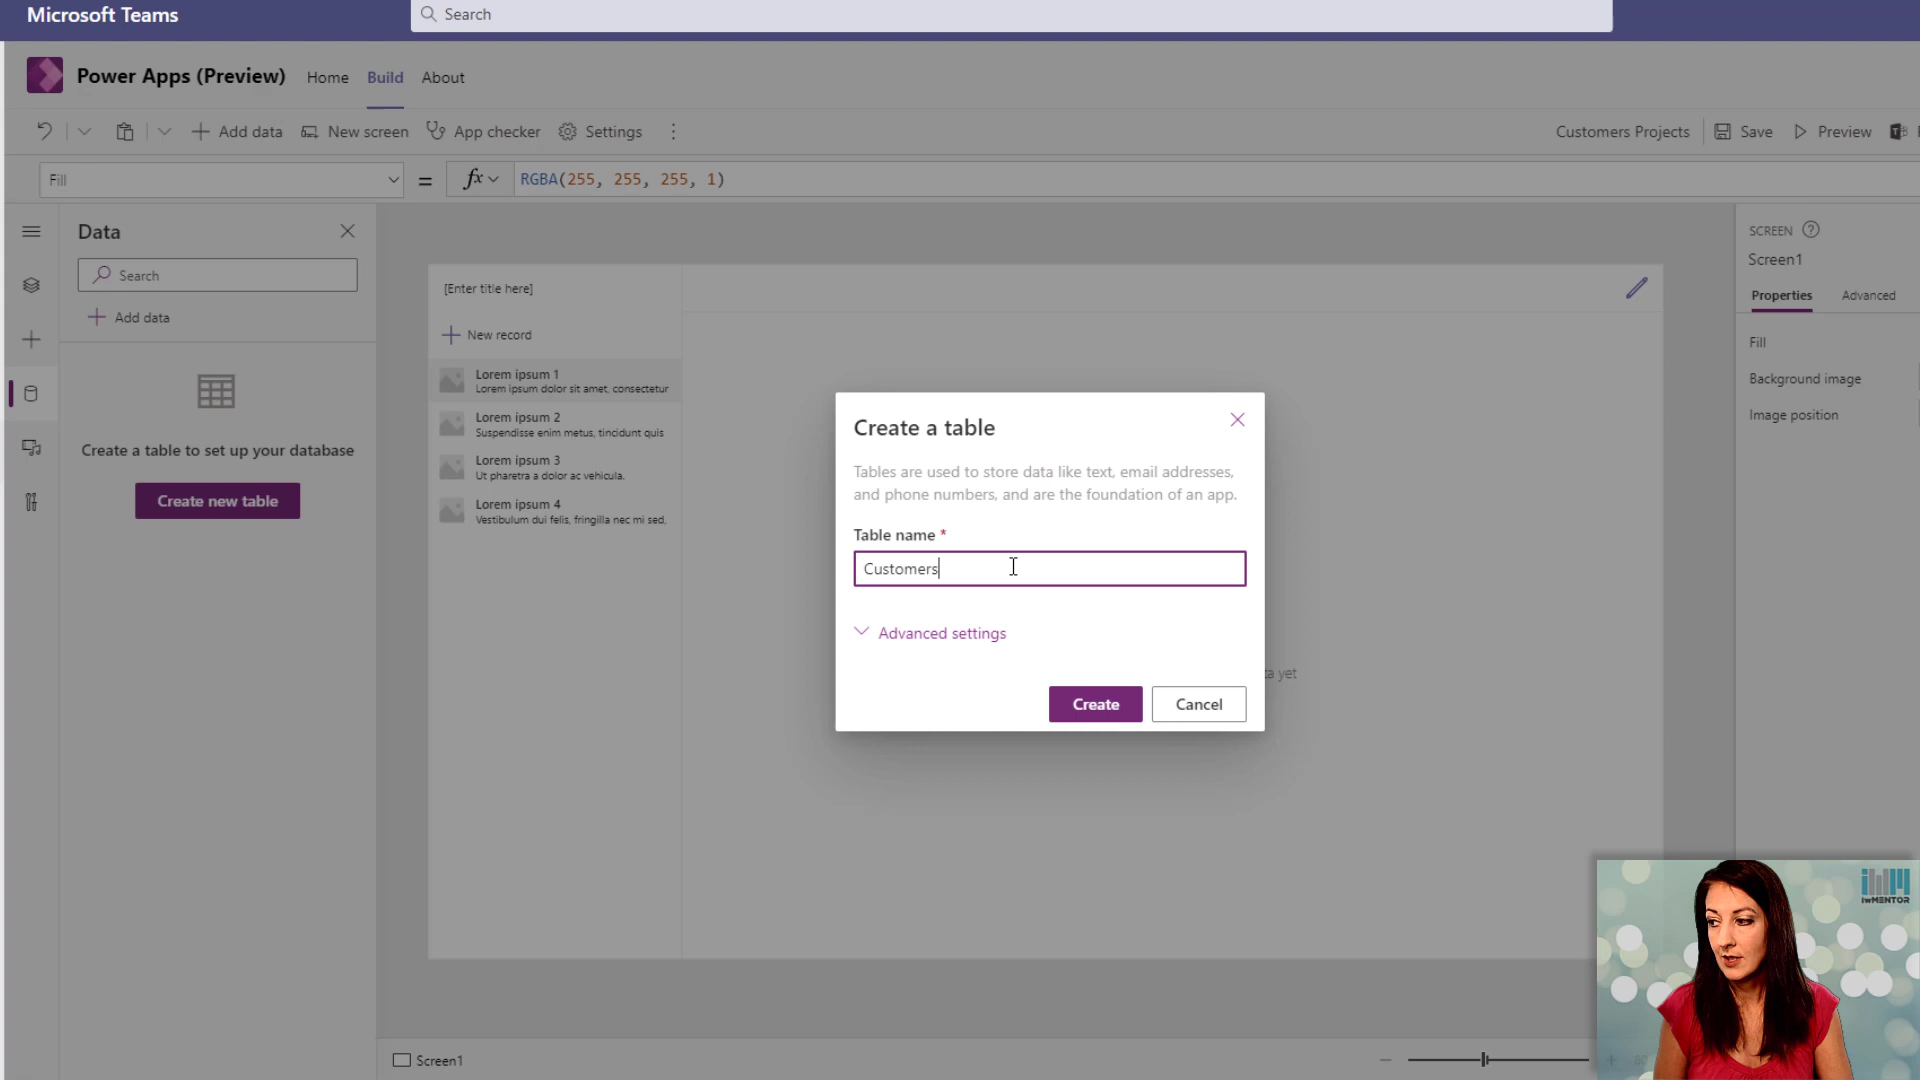 Microsoft Teams
Search
Power Apps (Preview)
Home
Build
About
Add data
New screen
App checker
Settings
Customers Projects
Save
Preview
Fill
=
fx
RGBA(255, 255, 255, 1)
Data
Search
Add data
Create a table to set up your database
Create new table
[Enter title here]
New record
Lorem ipsum 1
Lorem ipsum dolor sit amet, consectetur
Lorem ipsum 2
Suspendisse enim metus, tincidunt quis
Lorem ipsum 3
Ut pharetra a dolor ac vehicula.
Lorem ipsum 4
Vestibulum dui felis, fringilla nec mi sed,
Create a table
Tables are used to store data like text, email addresses,
and phone numbers, and are the foundation of an app.
Table name *
Customers
Advanced settings
Create
Cancel
ta yet
SCREEN
Screen1
Properties
Advanced
Fill
Background image
Image position
Screen1
iWM
iwMENTOR